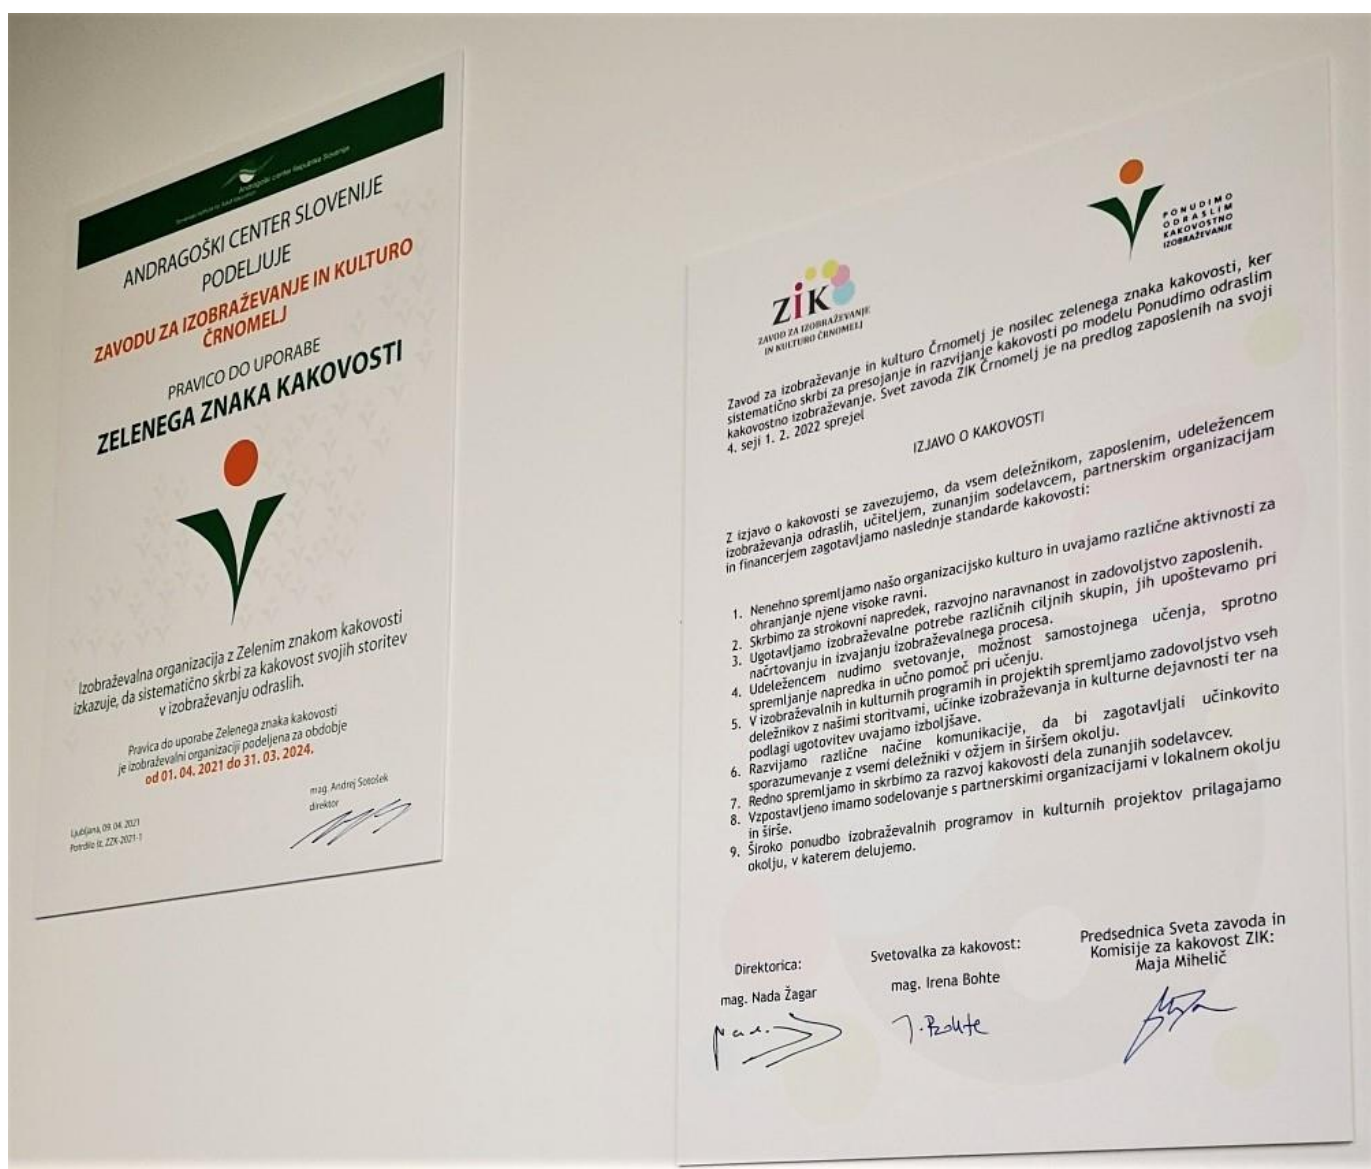 Andragoški center Republike Slovenije
ANDRAGOŠKI CENTER SLOVENIJE
PODELJUJE
ZAVODU ZA IZOBRAŽEVANJE IN KULTURO
ČRNOMELJ
PRAVICO DO UPORABE
ZELENEGA ZNAKA KAKOVOSTI
Izobraževalna organizacija z Zelenim znakom kakovosti
izkazuje, da sistematično skrbi za kakovost svojih storitev
v izobraževanju odraslih.
Pravica do uporabe Zelenega znaka kakovosti
je izobraževalni organizaciji podeljena za obdobje
od 01. 04. 2021 do 31. 03. 2024.
mag. Andrej Sotošek
direktor
Ljubljana, 09. 04. 2021
Potrdilo št. ZZK-2021-1
PONUDIMO
ODRASLIM
KAKOVOSTNO
IZOBRAŽEVANJE
ZiK
ZAVOD ZA IZOBRAŽEVANJE
IN KULTURO ČRNOMELJ
Zavod za izobraževanje in kulturo Črnomelj je nosilec zelenega znaka kakovosti, ker
sistematično skrbi za presojanje in razvijanje kakovosti po modelu Ponudimo odraslim
kakovostno izobraževanje. Svet zavoda ZIK Črnomelj je na predlog zaposlenih na svoji
4. seji 1. 2. 2022 sprejel
IZJAVO O KAKOVOSTI
Z izjavo o kakovosti se zavezujemo, da vsem deležnikom, zaposlenim, udeležencem
izobraževanja odraslih, učiteljem, zunanjim sodelavcem, partnerskim organizacijam
in financerjem zagotavljamo naslednje standarde kakovosti:
1. Nenehno spremljamo našo organizacijsko kulturo in uvajamo različne aktivnosti za
ohranjanje njene visoke ravni.
2. Skrbimo za strokovni napredek, razvojno naravnanost in zadovoljstvo zaposlenih.
3. Ugotavljamo izobraževalne potrebe različnih ciljnih skupin, jih upoštevamo pri
načrtovanju in izvajanju izobraževalnega procesa.
4. Udeležencem nudimo svetovanje, možnost samostojnega učenja, sprotno
spremljanje napredka in učno pomoč pri učenju.
5. V izobraževalnih in kulturnih programih in projektih spremljamo zadovoljstvo vseh
deležnikov z našimi storitvami, učinke izobraževanja in kulturne dejavnosti ter na
podlagi ugotovitev uvajamo izboljšave.
6. Razvijamo različne načine komunikacije, da bi zagotavljali učinkovito
sporazumevanje z vsemi deležniki v ožjem in širšem okolju.
7. Redno spremljamo in skrbimo za razvoj kakovosti dela zunanjih sodelavcev.
8. Vzpostavljeno imamo sodelovanje s partnerskimi organizacijami v lokalnem okolju
in širše.
9. Široko ponudbo izobraževalnih programov in kulturnih projektov prilagajamo
okolju, v katerem delujemo.
Direktorica:
mag. Nada Žagar
Svetovalka za kakovost:
mag. Irena Bohte
I. Bohte
Predsednica Sveta zavoda in
Komisije za kakovost ZIK:
Maja Mihelič